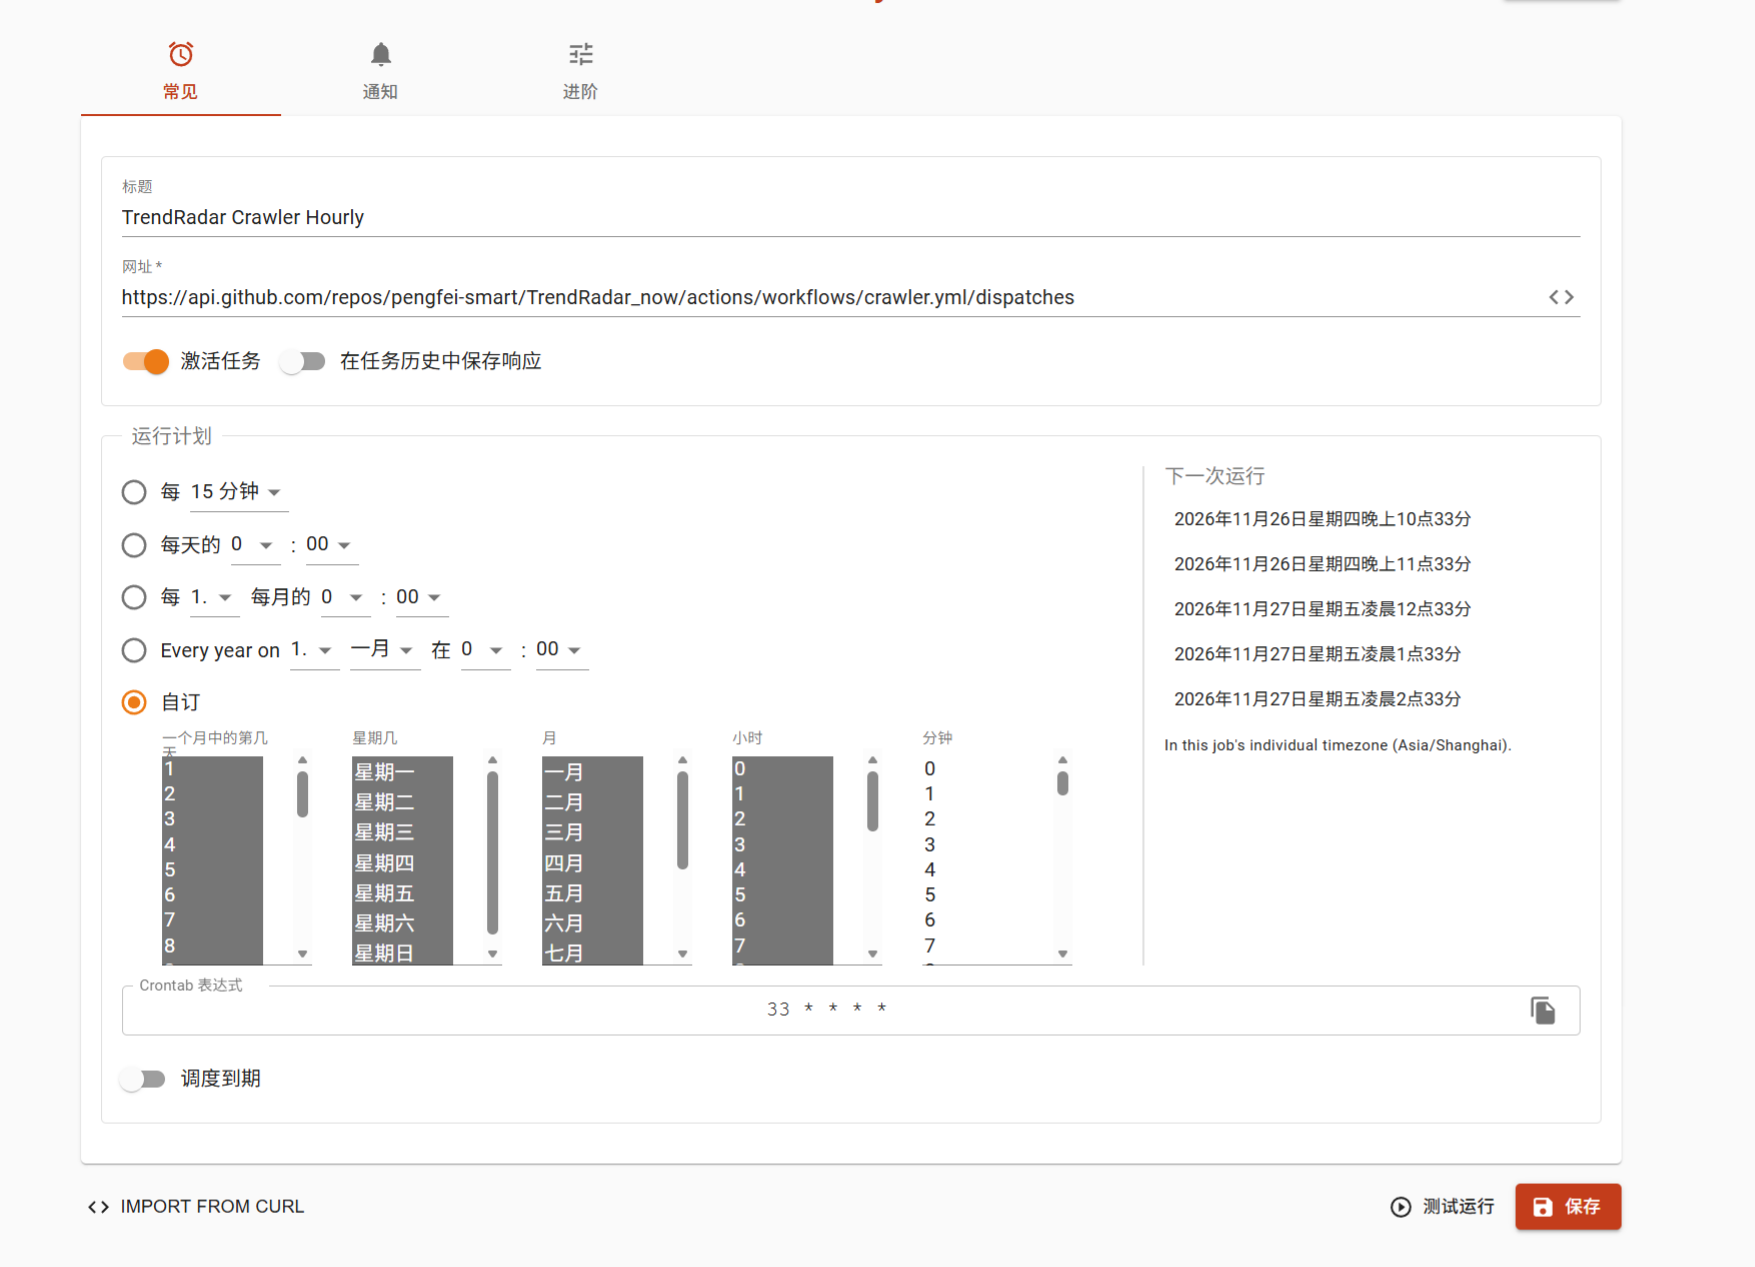 常见
通知
进阶
标题
TrendRadar Crawler Hourly
网址 *
https://api.github.com/repos/pengfei-smart/TrendRadar_now/actions/workflows/crawler.yml/dispatches
激活任务
在任务历史中保存响应
运行计划
每 15 分钟
每天的 0 : 00
每 1. 每月的 0 : 00
Every year on 1. 一月 在 0 : 00
自订
一个月中的第几天
1
2
3
4
5
6
7
8
星期几
星期一
星期二
星期三
星期四
星期五
星期六
星期日
月
一月
二月
三月
四月
五月
六月
七月
小时
0
1
2
3
4
5
6
7
分钟
0
1
2
3
4
5
6
7
下一次运行
2026年11月26日星期四晚上10点33分
2026年11月26日星期四晚上11点33分
2026年11月27日星期五凌晨12点33分
2026年11月27日星期五凌晨1点33分
2026年11月27日星期五凌晨2点33分
In this job's individual timezone (Asia/Shanghai).
Crontab 表达式
33 * * * *
调度到期
IMPORT FROM CURL
测试运行
保存